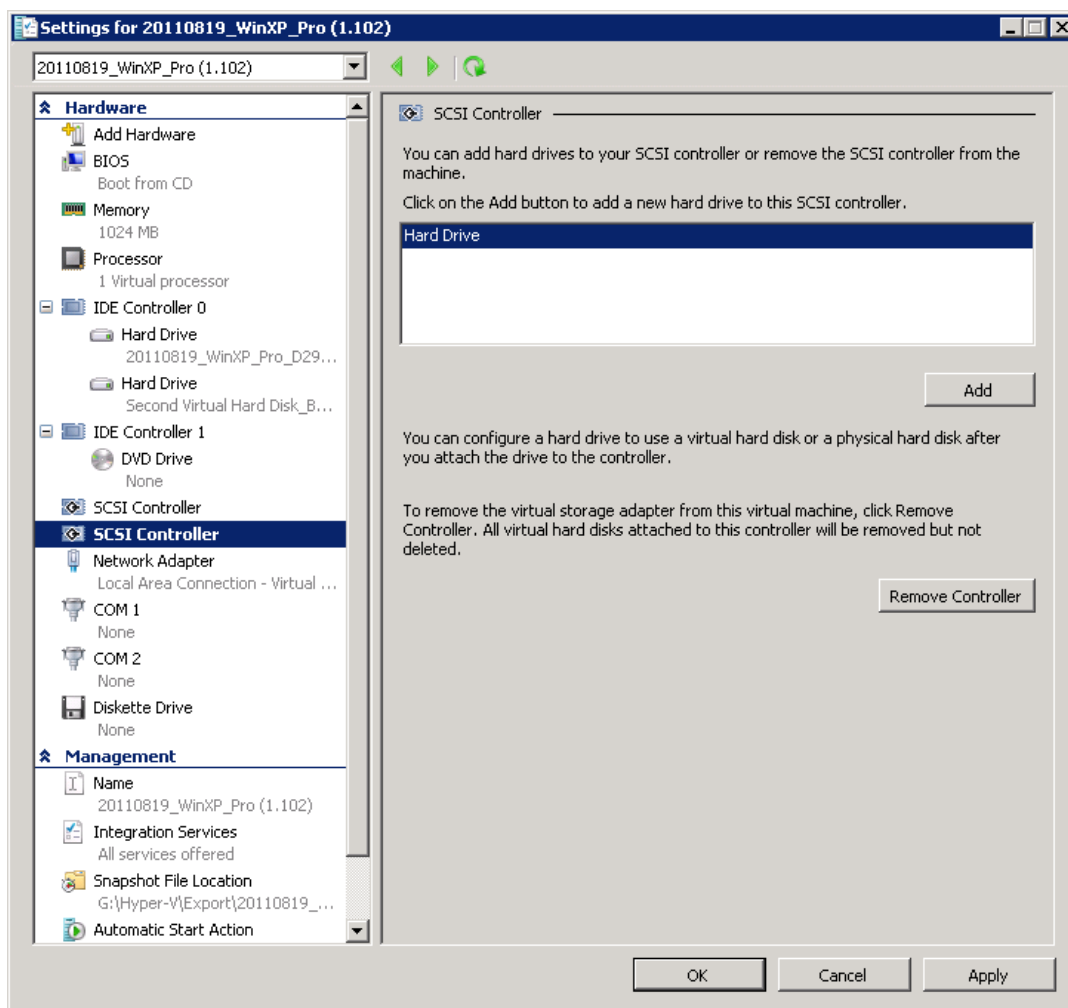 Settings for 20110819_WinXP_Pro (1.102)
20110819_WinXP_Pro (1.102)
Hardware
Add Hardware
BIOS
Boot from CD
Memory
1024 MB
Processor
1 Virtual processor
IDE Controller 0
Hard Drive
20110819_WinXP_Pro_D29...
Hard Drive
Second Virtual Hard Disk_B...
IDE Controller 1
DVD Drive
None
SCSI Controller
SCSI Controller
Network Adapter
Local Area Connection - Virtual ...
COM 1
None
COM 2
None
Diskette Drive
None
Management
Name
20110819_WinXP_Pro (1.102)
Integration Services
All services offered
Snapshot File Location
G:\Hyper-V\Export\20110819_...
Automatic Start Action
SCSI Controller
You can add hard drives to your SCSI controller or remove the SCSI controller from the
machine.
Click on the Add button to add a new hard drive to this SCSI controller.
Hard Drive
Add
You can configure a hard drive to use a virtual hard disk or a physical hard disk after
you attach the drive to the controller.
To remove the virtual storage adapter from this virtual machine, click Remove
Controller. All virtual hard disks attached to this controller will be removed but not
deleted.
Remove Controller
OK
Cancel
Apply